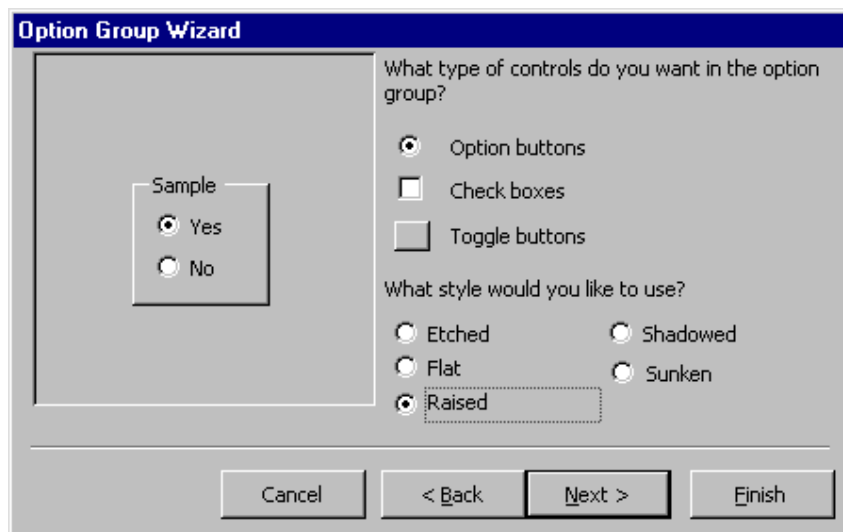 Option Group Wizard
What type of controls do you want in the option
group?
Option buttons
Check boxes
Toggle buttons
Sample
Yes
No
What style would you like to use?
Etched
Shadowed
Flat
Sunken
Raised
Cancel
< Back
Next >
Finish